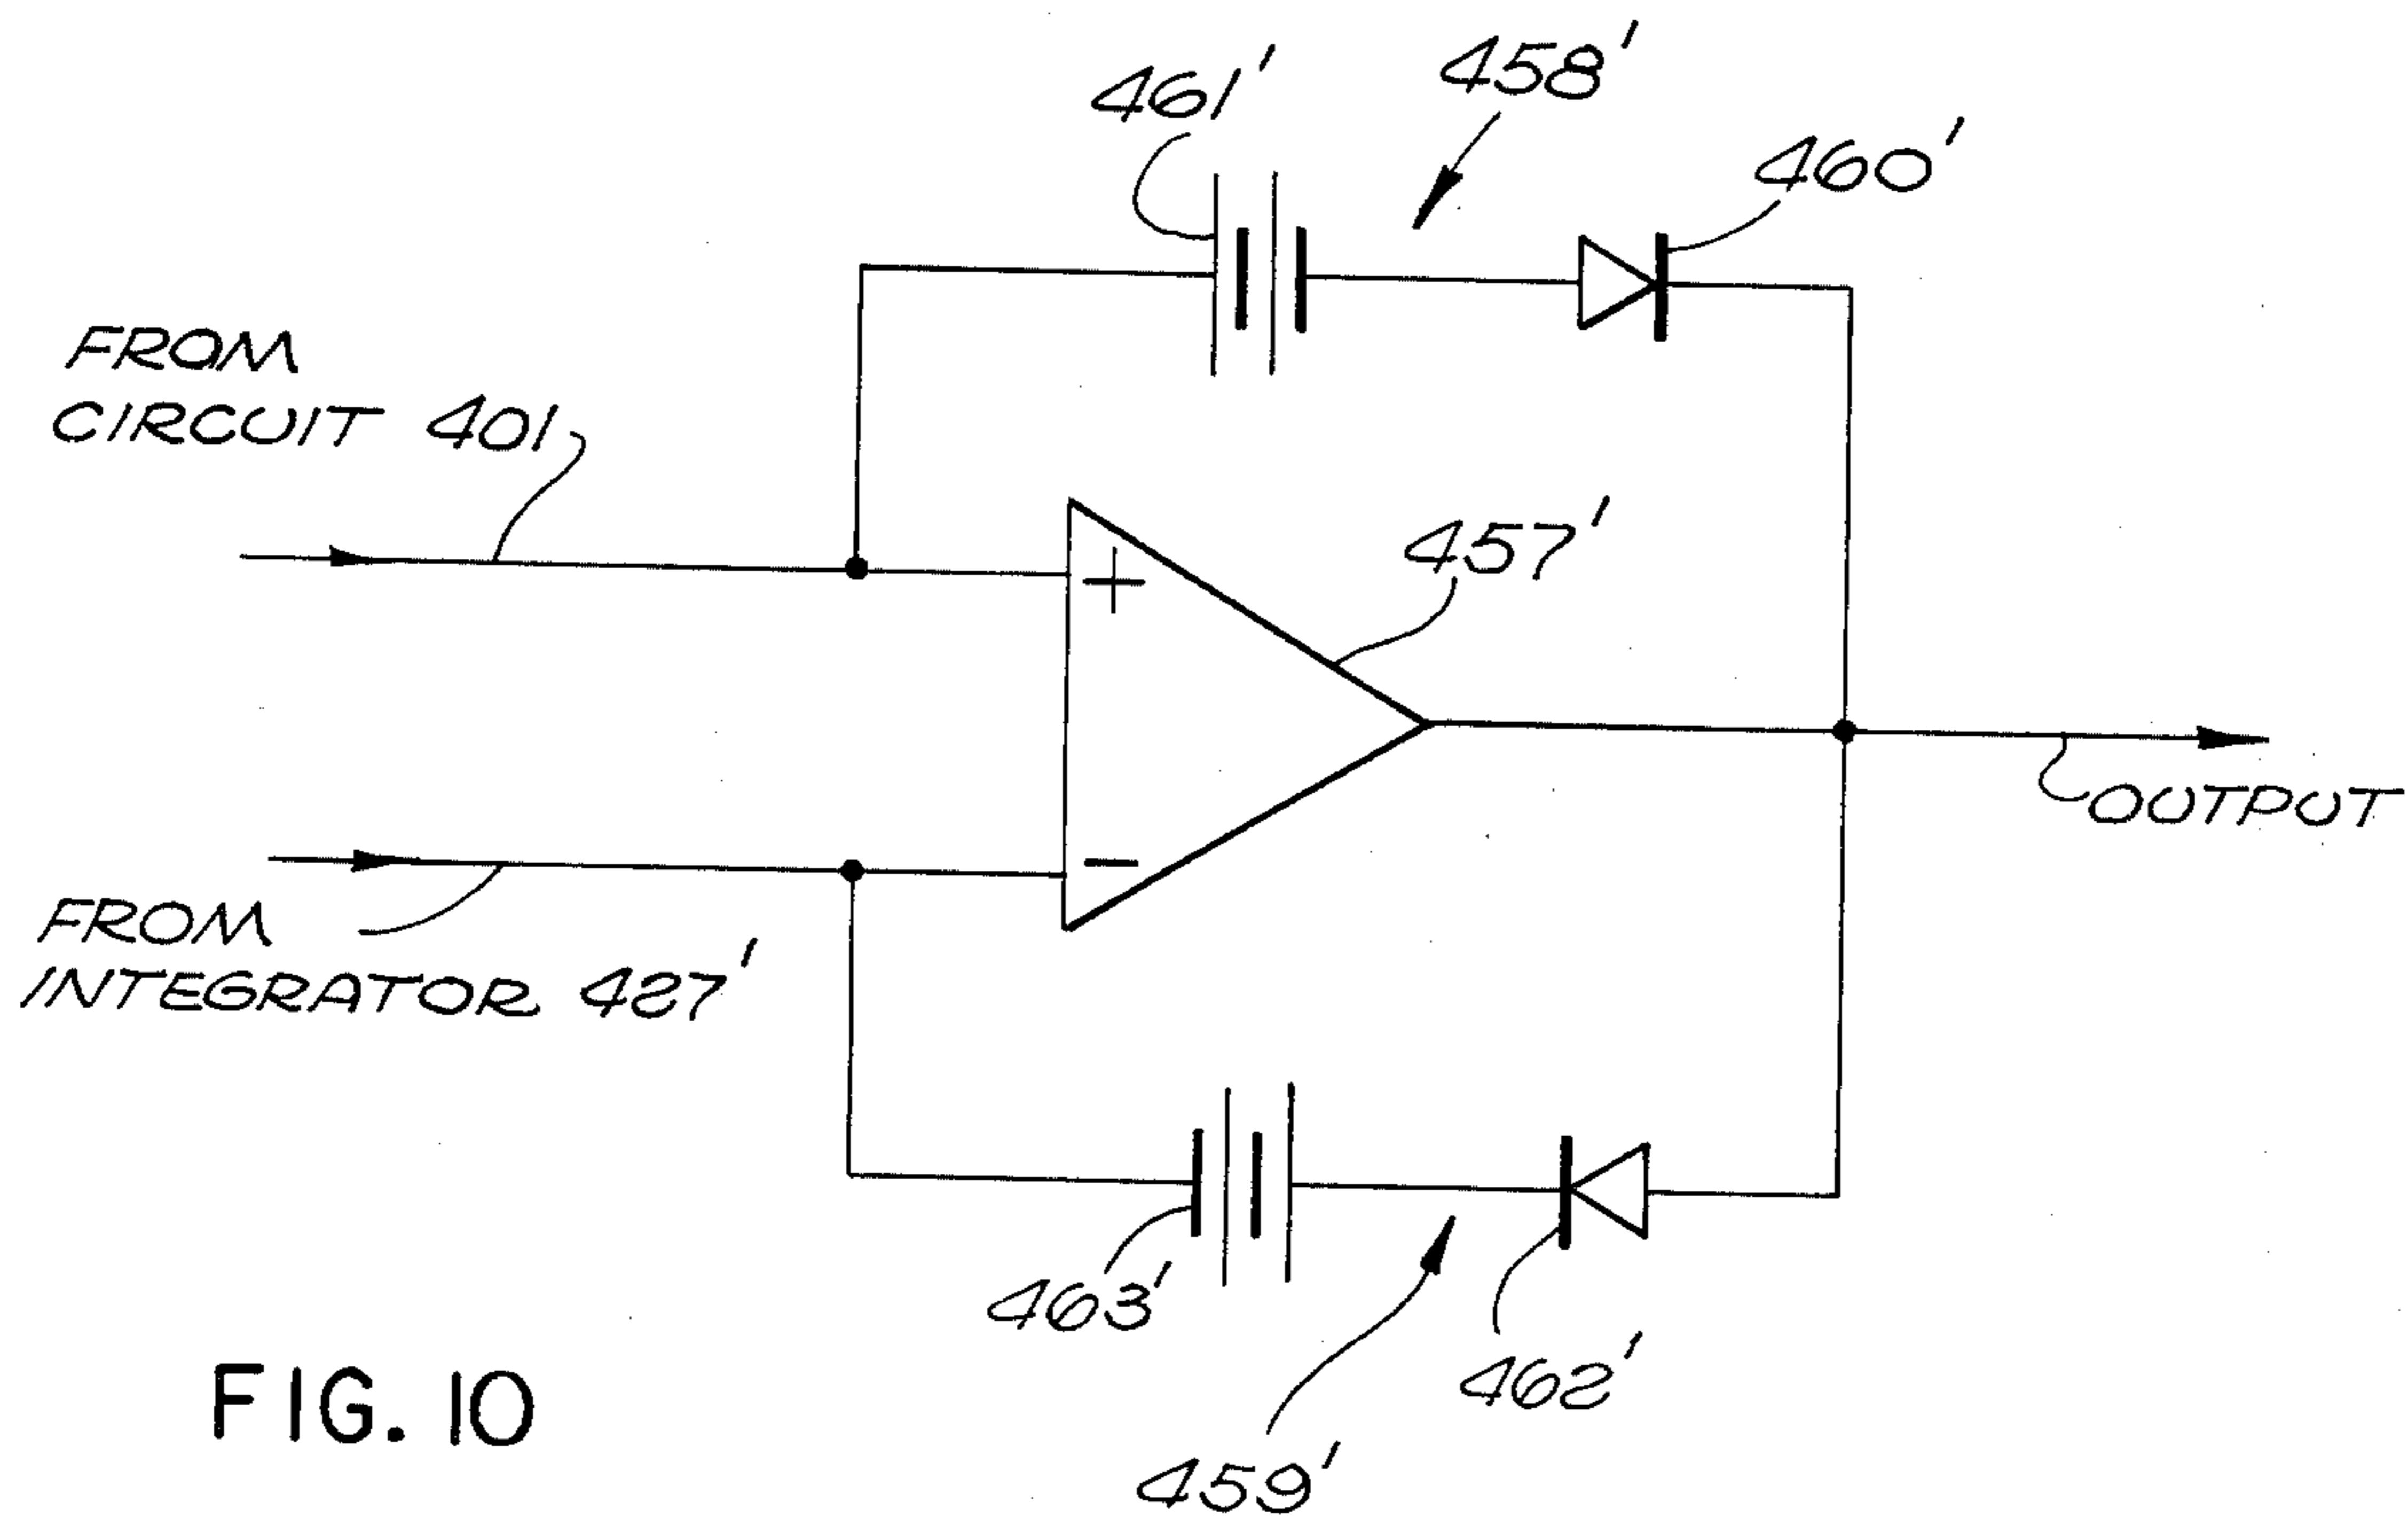 461'
458'
460'
FROM
CIRCUIT 401
457'
+
−
OUTPUT
FROM
INTEGRATOR 427'
463'
462'
459'
FIG. 10